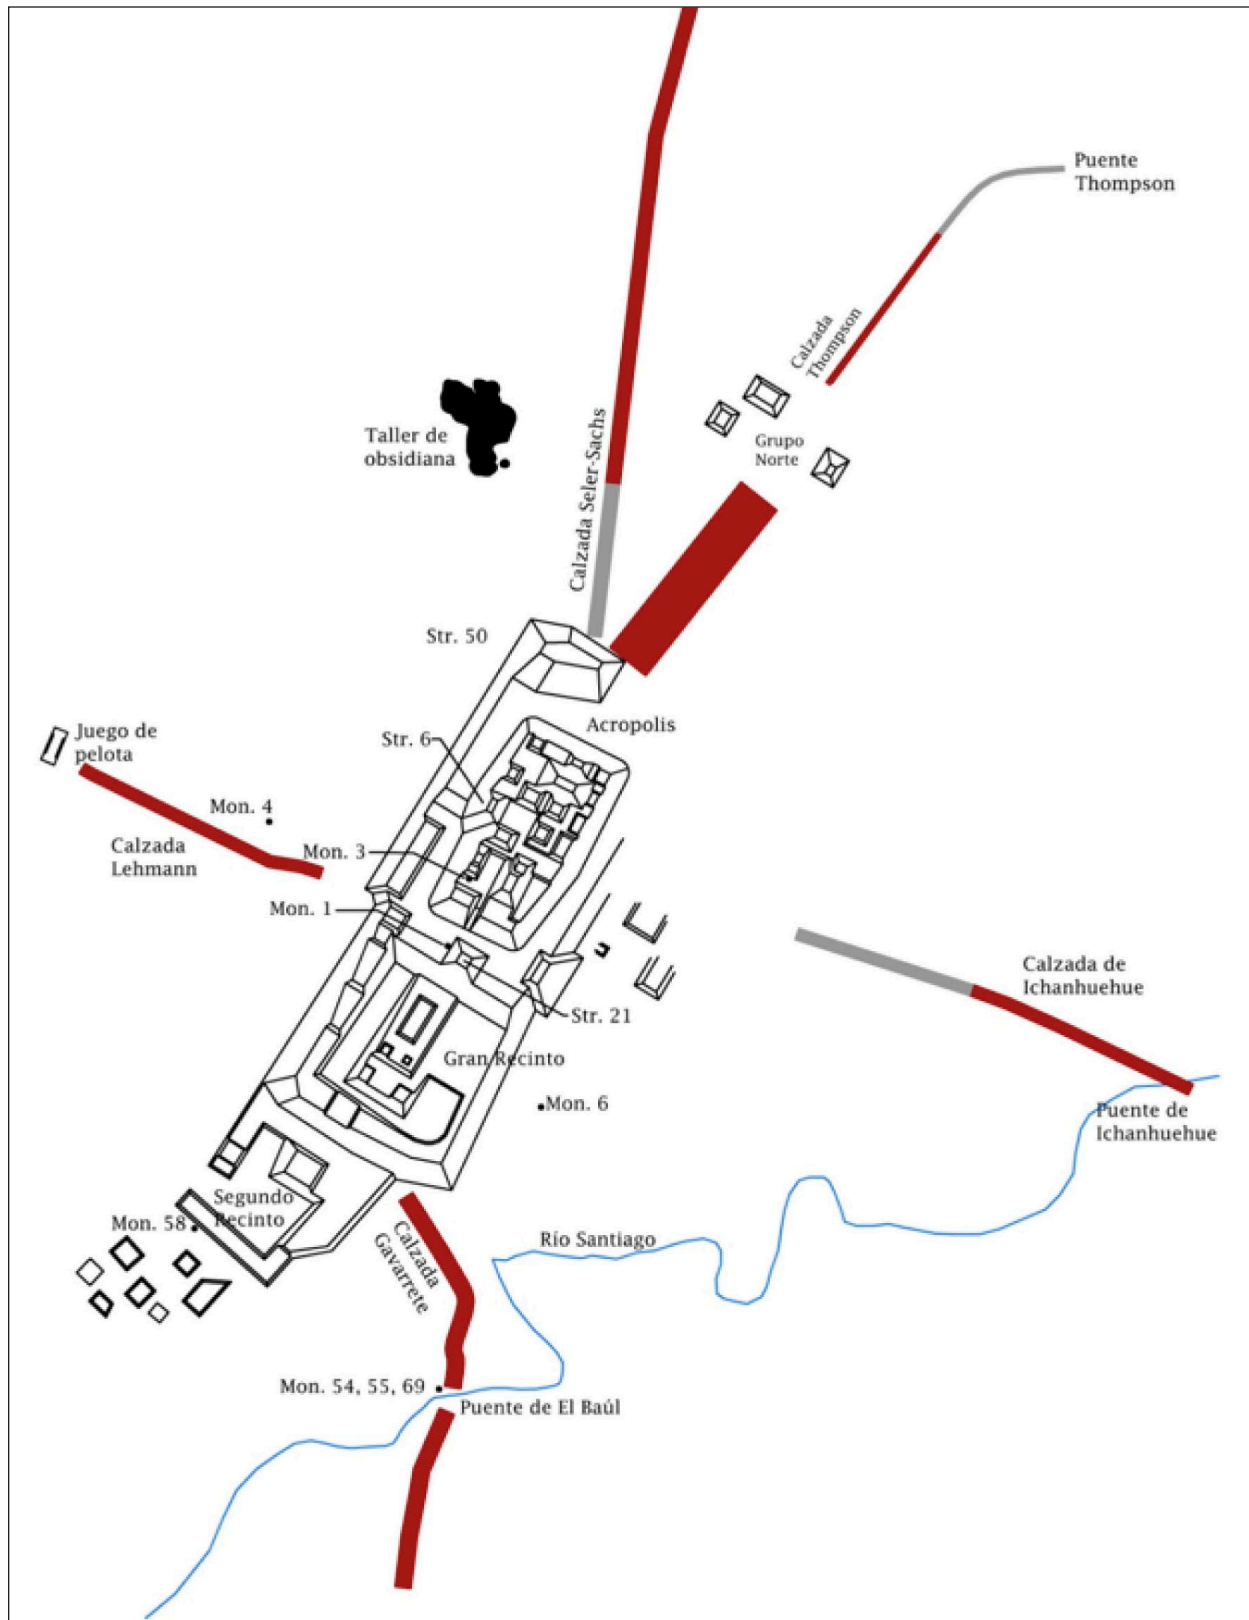 Puente
Thompson
Calzada
Thompson
Taller de
obsidiana
Grupo
Norte
Calzada Seler-Sachs
Str. 50
Acropolis
Juego de
pelota
Str. 6
Mon. 4
Calzada
Lehmann
Mon. 3
Mon. 1
Calzada de
Ichanhuehue
Str. 21
Gran Recinto
Mon. 6
Puente de
Ichanhuehue
Segundo
Recinto
Mon. 58
Calzada
Gavarrete
Río Santiago
Mon. 54, 55, 69
Puente de El Baúl